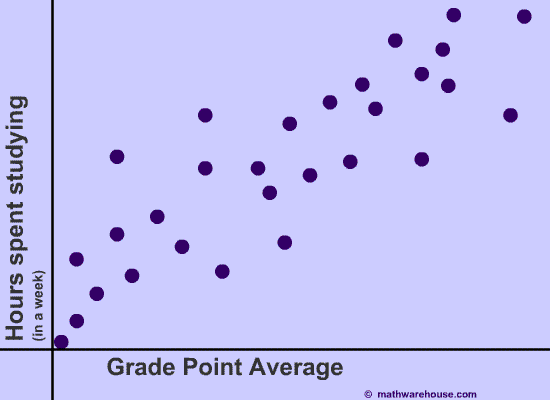 Hours spent studying
(in a week)
Grade Point Average
© mathwarehouse.com